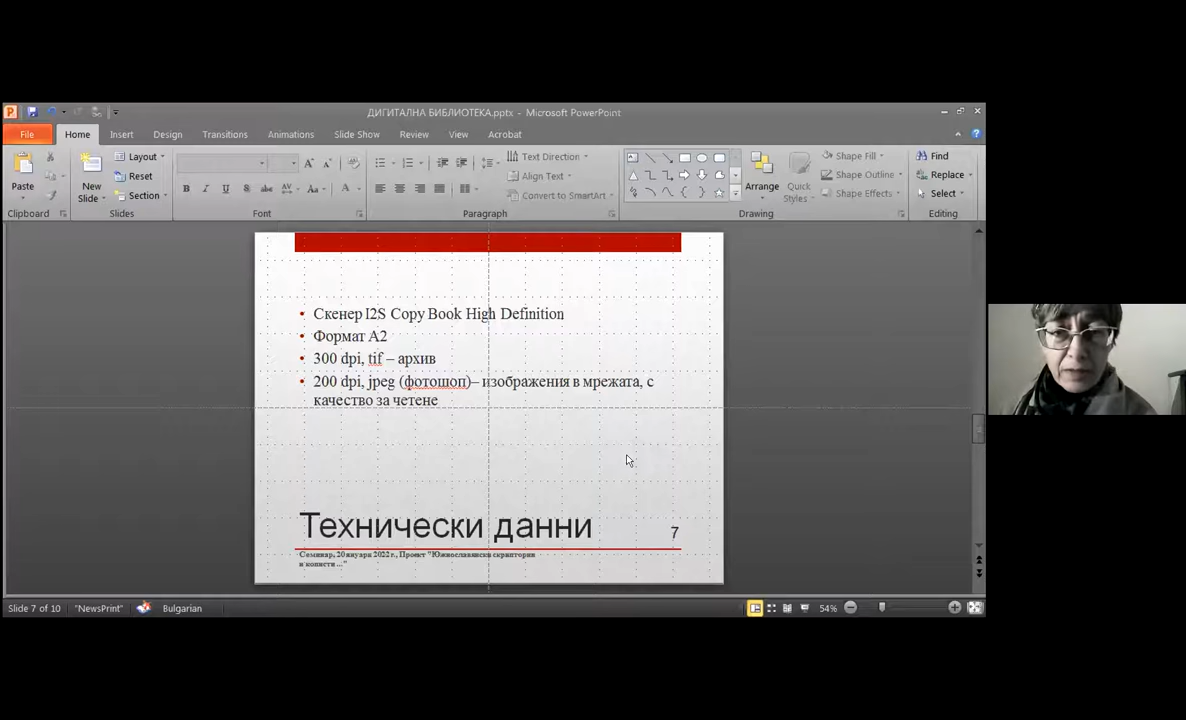 ДИГИТАЛНА БИБЛИОТЕКА.pptx - Microsoft PowerPoint
File Home Insert Design Transitions Animations Slide Show Review View Acrobat
Paste
Clipboard
New Slide
Layout
Reset
Section
Slides
Font
Text Direction
Align Text
Convert to SmartArt
Paragraph
Arrange
Quick Styles
Shape Fill
Shape Outline
Shape Effects
Drawing
Find
Replace
Select
Editing
• Скенер I2S Copy Book High Definition
• Формат А2
• 300 dpi, tif – архив
• 200 dpi, jpeg (фотошоп)– изображения в мрежата, с
качество за четене
Технически данни 7
Семинар, 20 януари 2022 г., Проект "Южнославянски скриптории
и кописти ..."
Slide 7 of 10 "NewsPrint" Bulgarian 54%